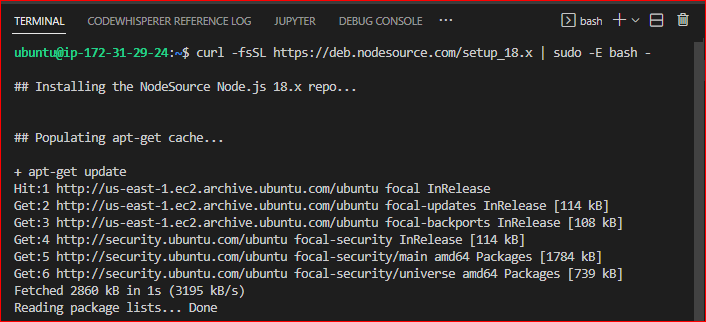 TERMINAL CODEWHISPERER REFERENCE LOG JUPYTER DEBUG CONSOLE ... bash
ubuntu@ip-172-31-29-24:~$ curl -fsSL https://deb.nodesource.com/setup_18.x | sudo -E bash -
## Installing the NodeSource Node.js 18.x repo...
## Populating apt-get cache...
+ apt-get update
Hit:1 http://us-east-1.ec2.archive.ubuntu.com/ubuntu focal InRelease
Get:2 http://us-east-1.ec2.archive.ubuntu.com/ubuntu focal-updates InRelease [114 kB]
Get:3 http://us-east-1.ec2.archive.ubuntu.com/ubuntu focal-backports InRelease [108 kB]
Get:4 http://security.ubuntu.com/ubuntu focal-security InRelease [114 kB]
Get:5 http://security.ubuntu.com/ubuntu focal-security/main amd64 Packages [1784 kB]
Get:6 http://security.ubuntu.com/ubuntu focal-security/universe amd64 Packages [739 kB]
Fetched 2860 kB in 1s (3195 kB/s)
Reading package lists... Done